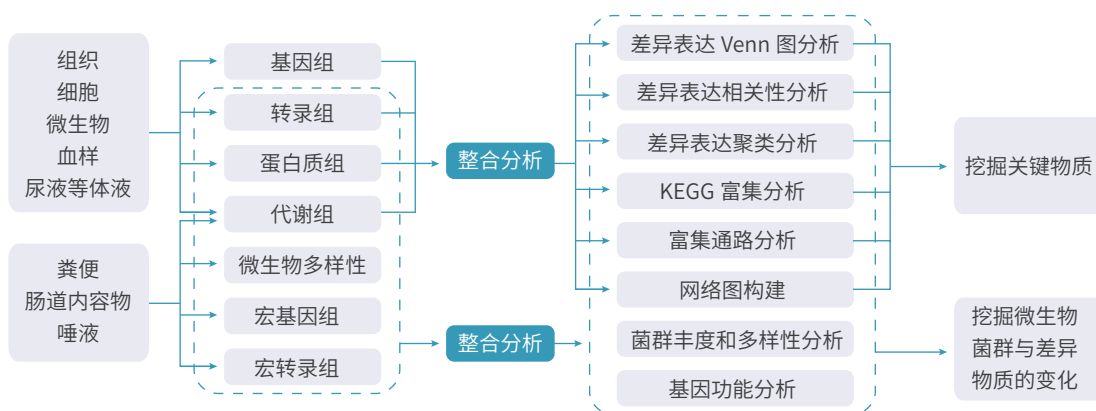 组织
细胞
微生物
血样
尿液等体液
粪便
肠道内容物
唾液
基因组
转录组
蛋白质组
代谢组
微生物多样性
宏基因组
宏转录组
整合分析
整合分析
差异表达 Venn 图分析
差异表达相关性分析
差异表达聚类分析
KEGG 富集分析
富集通路分析
网络图构建
菌群丰度和多样性分析
基因功能分析
挖掘关键物质
挖掘微生物
菌群与差异
物质的变化